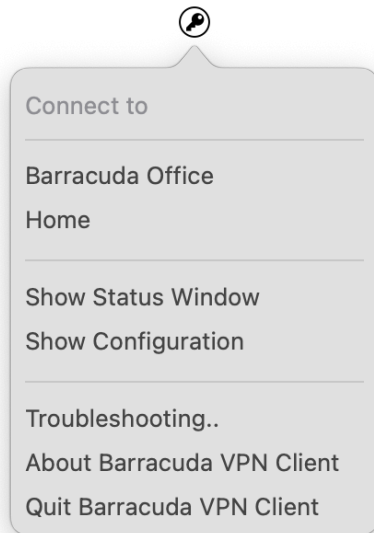 Connect to
Barracuda Office
Home
Show Status Window
Show Configuration
Troubleshooting..
About Barracuda VPN Client
Quit Barracuda VPN Client